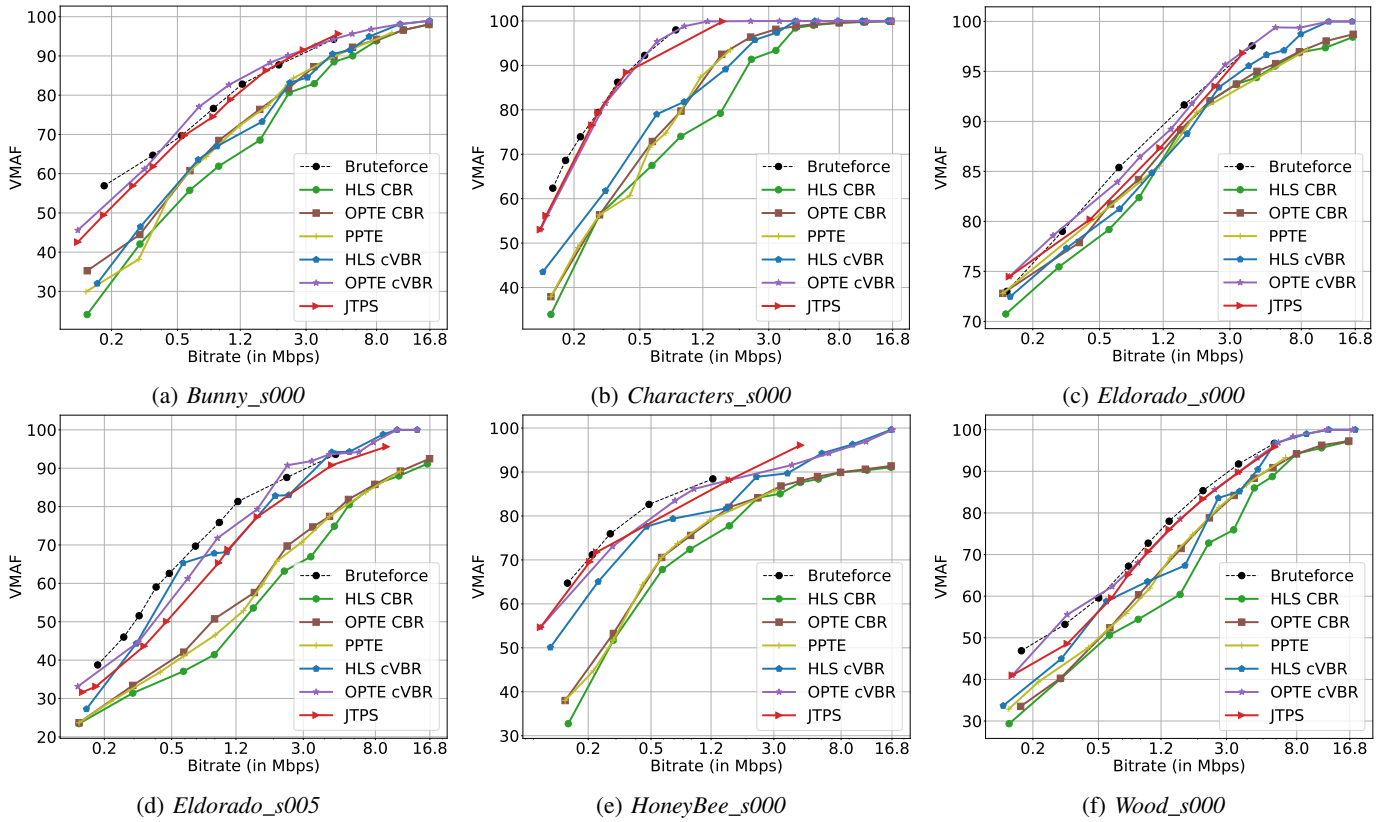 100
90
80
70
60
50
40
30
VMAF
0.2 0.5 1.2 3.0 8.0 16.8
Bitrate (in Mbps)
Bruteforce
HLS CBR
OPTE CBR
PPTE
HLS cVBR
OPTE cVBR
JTPS
(a) Bunny_s000
100
90
80
70
60
50
40
VMAF
0.2 0.5 1.2 3.0 8.0 16.8
Bitrate (in Mbps)
Bruteforce
HLS CBR
OPTE CBR
PPTE
HLS cVBR
OPTE cVBR
JTPS
(b) Characters_s000
100
95
90
85
80
75
70
VMAF
0.2 0.5 1.2 3.0 8.0 16.8
Bitrate (in Mbps)
Bruteforce
HLS CBR
OPTE CBR
PPTE
HLS cVBR
OPTE cVBR
JTPS
(c) Eldorado_s000
100
90
80
70
60
50
40
30
20
VMAF
0.2 0.5 1.2 3.0 8.0 16.8
Bitrate (in Mbps)
Bruteforce
HLS CBR
OPTE CBR
PPTE
HLS cVBR
OPTE cVBR
JTPS
(d) Eldorado_s005
100
90
80
70
60
50
40
30
VMAF
0.2 0.5 1.2 3.0 8.0 16.8
Bitrate (in Mbps)
Bruteforce
HLS CBR
OPTE CBR
PPTE
HLS cVBR
OPTE cVBR
JTPS
(e) HoneyBee_s000
100
90
80
70
60
50
40
30
VMAF
0.2 0.5 1.2 3.0 8.0 16.8
Bitrate (in Mbps)
Bruteforce
HLS CBR
OPTE CBR
PPTE
HLS cVBR
OPTE cVBR
JTPS
(f) Wood_s000